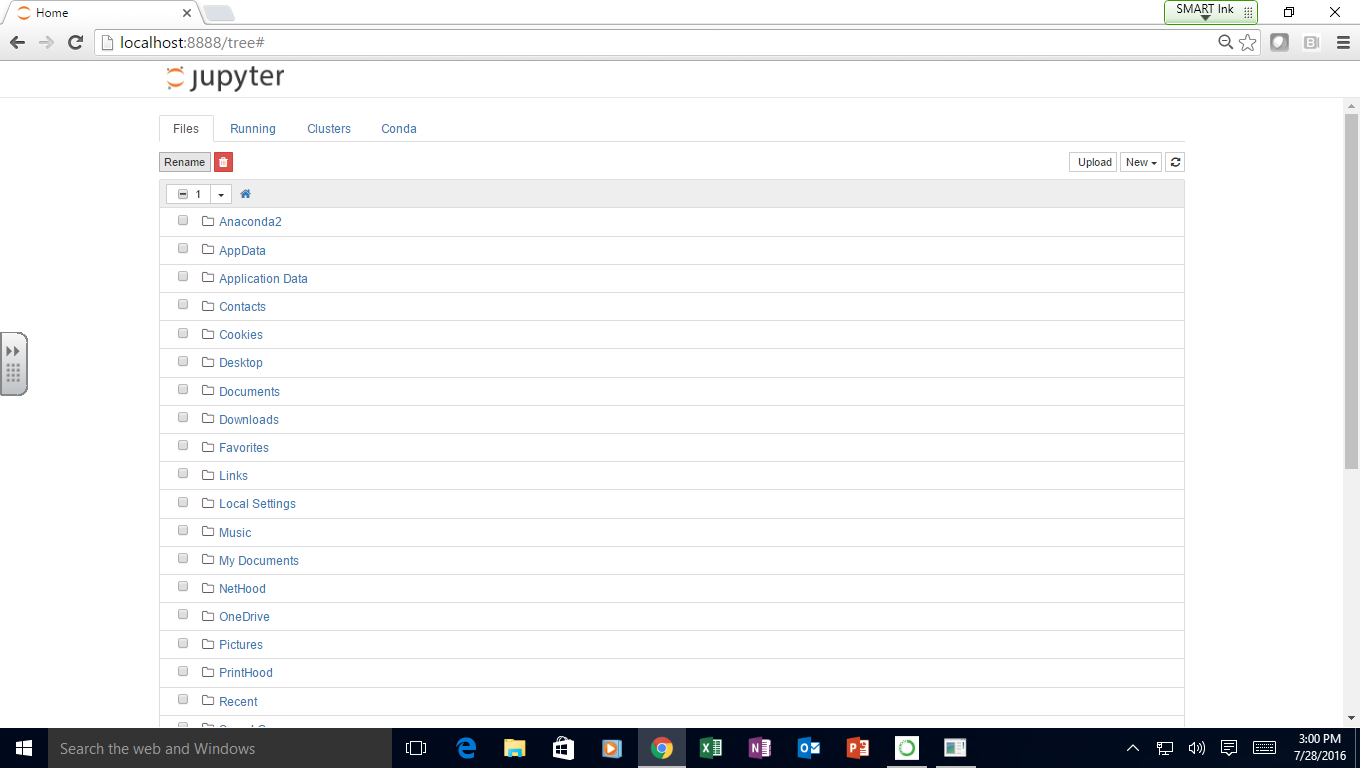 Home
SMART Ink
localhost:8888/tree#
jupyter
Files Running Clusters Conda
Rename Upload New
1
Anaconda2
AppData
Application Data
Contacts
Cookies
Desktop
Documents
Downloads
Favorites
Links
Local Settings
Music
My Documents
NetHood
OneDrive
Pictures
PrintHood
Recent
Search the web and Windows
3:00 PM
7/28/2016